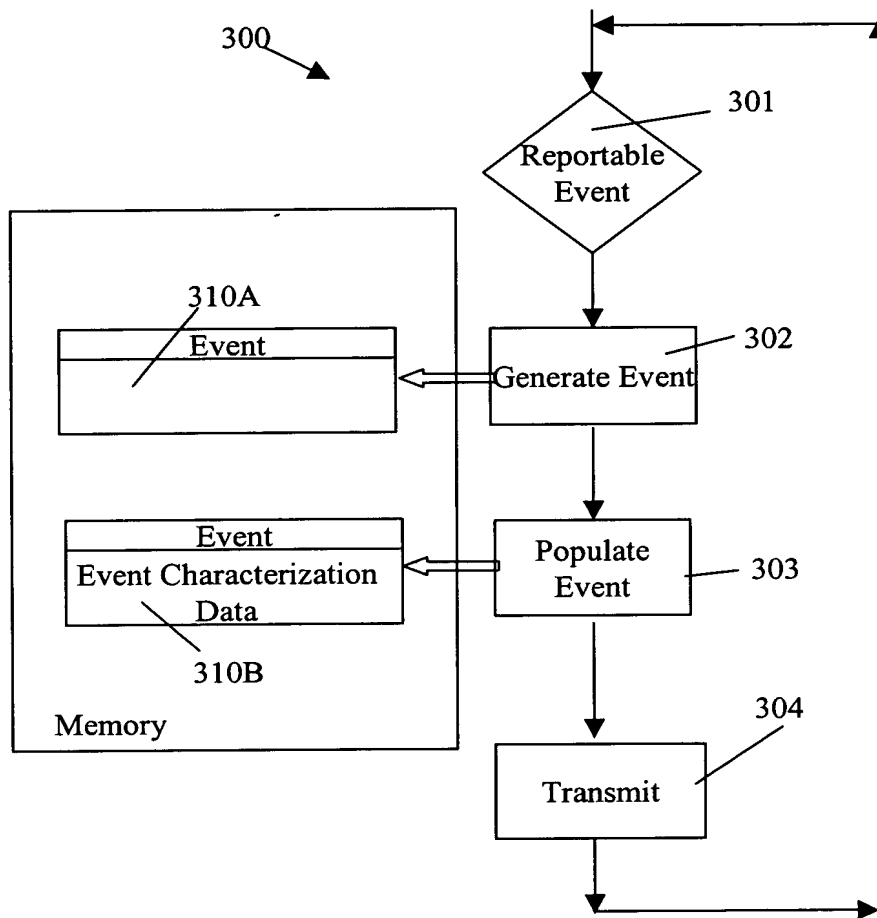 300
301
Reportable
Event
310A
Event
302
Generate Event
Event
Event Characterization
Data
Populate
Event
303
310B
Memory
304
Transmit